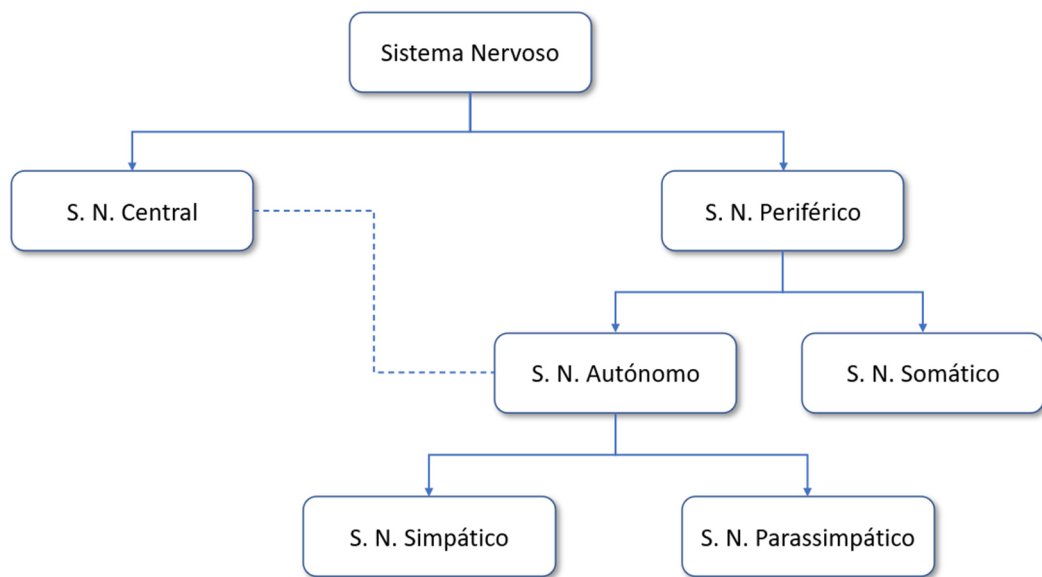 Sistema Nervoso
S. N. Central
S. N. Periférico
S. N. Autónomo
S. N. Somático
S. N. Simpático
S. N. Parassimpático